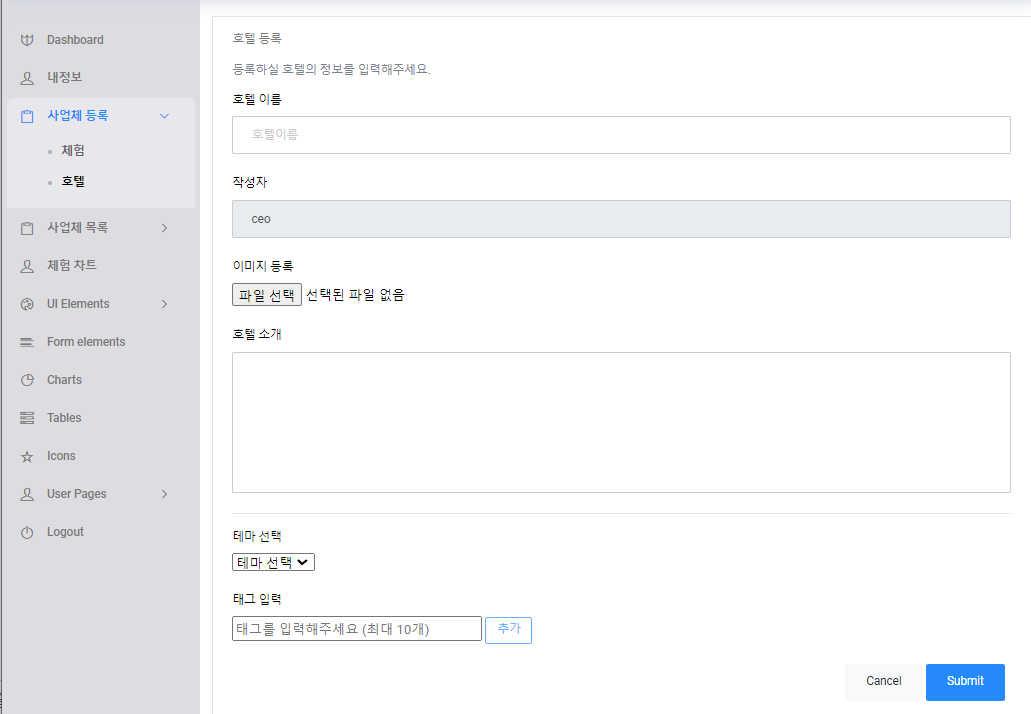 Dashboard
내정보
사업체 등록
체험
호텔
사업체 목록
체험 차트
UI Elements
Form elements
Charts
Tables
Icons
User Pages
Logout
호텔 등록
등록하실 호텔의 정보를 입력해주세요.
호텔 이름
호텔이름
작성자
ceo
이미지 등록
파일 선택 선택된 파일 없음
호텔 소개
테마 선택
테마 선택
태그 입력
태그를 입력해주세요 (최대 10개) 추가
Cancel Submit